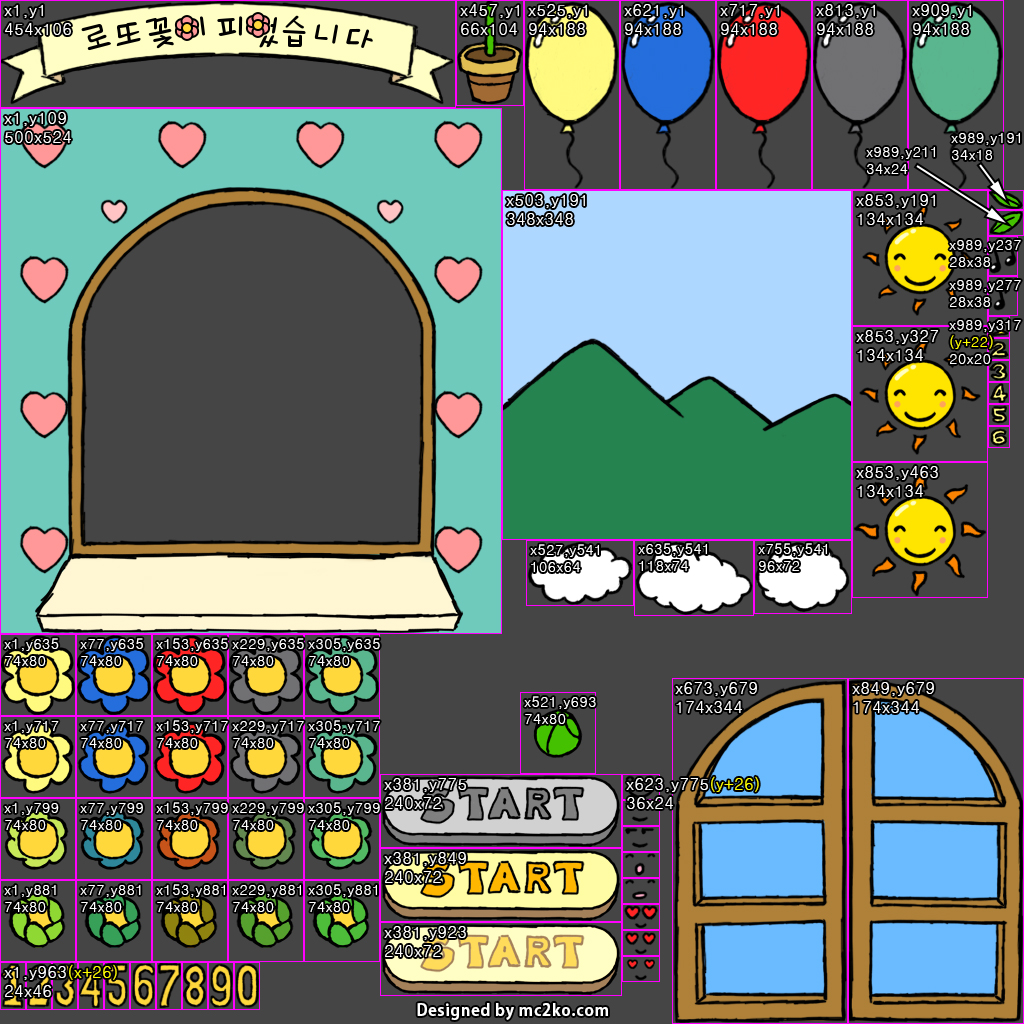 x1,y1
454x106
로또꽃이 피었습니다
x457,y1
66x104
x525,y1
94x188
x621,y1
94x188
x717,y1
94x188
x813,y1
94x188
x909,y1
94x188
x1,y109
500x524
x989,y191
34x18
x989,y211
34x24
x503,y191
348x348
x853,y191
134x134
x989,y237
28x38
x989,y277
28x38
x989,y317
(y+22)
20x20
2
3
4
5
6
x853,y327
134x134
x853,y463
134x134
x527,y541
106x64
x635,y541
118x74
x755,y541
96x72
x1,y635
74x80
x77,y635
74x80
x153,y635
74x80
x229,y635
74x80
x305,y635
74x80
x1,y717
74x80
x77,y717
74x80
x153,y717
74x80
x229,y717
74x80
x305,y717
74x80
x1,y799
74x80
x77,y799
74x80
x153,y799
74x80
x229,y799
74x80
x305,y799
74x80
x1,y881
74x80
x77,y881
74x80
x153,y881
74x80
x229,y881
74x80
x305,y881
74x80
x521,y693
74x80
x673,y679
174x344
x849,y679
174x344
x381,y775
240x72
START
x623,y775(y+26)
36x24
x381,y849
240x72
START
x381,y923
240x72
START
x1,y963(x+26)
24x46
1234567890
Designed by mc2ko.com